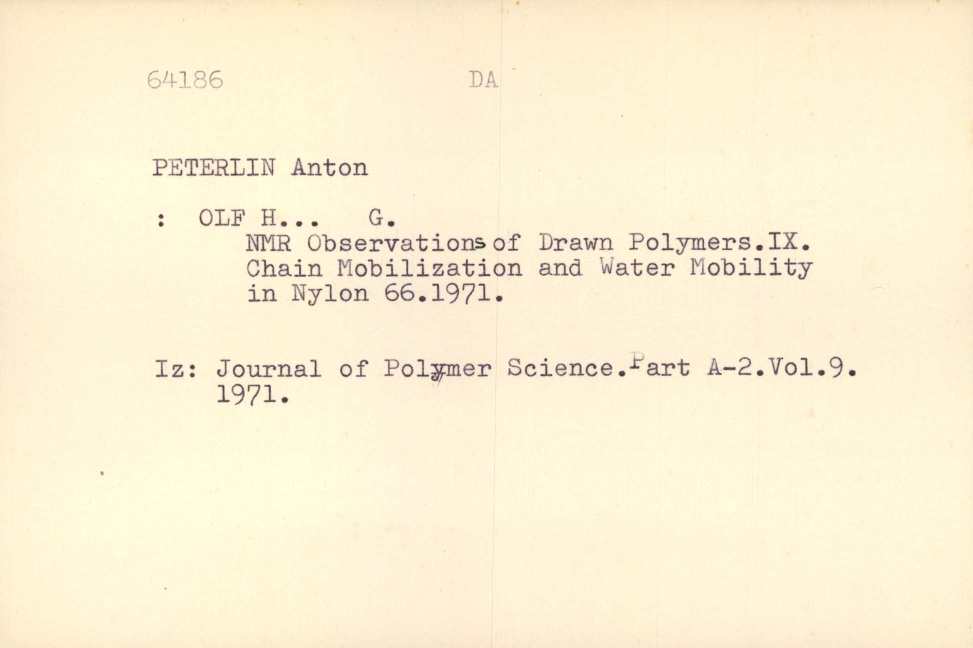 64186 DA
PETERLIN Anton
: OLF H... G.
NMR Observations of Drawn Polymers.IX.
Chain Mobilization and Water Mobility
in Nylon 66.1971.
Iz: Journal of Polymer Science.Part A-2.Vol.9.
1971.